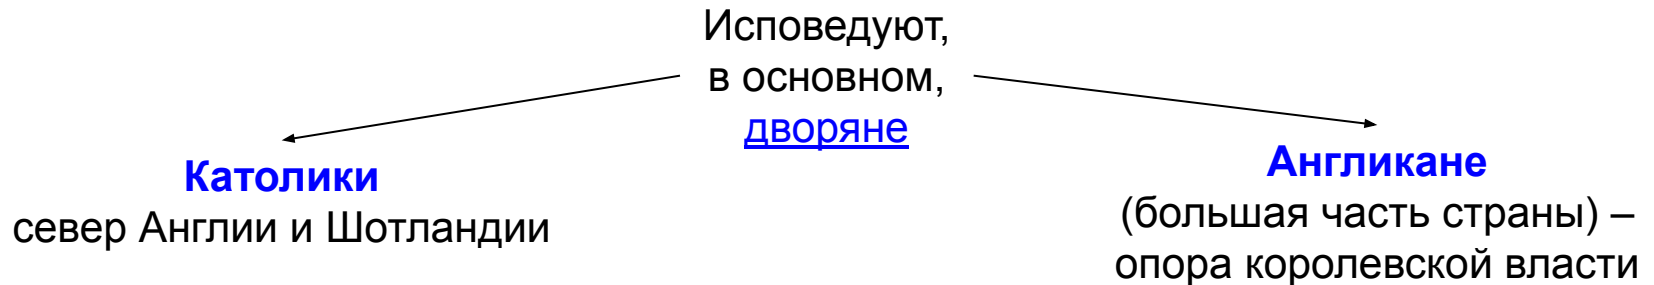 Исповедуют,
в основном,
дворяне
Католики
север Англии и Шотландии
Англикане
(большая часть страны) –
опора королевской власти